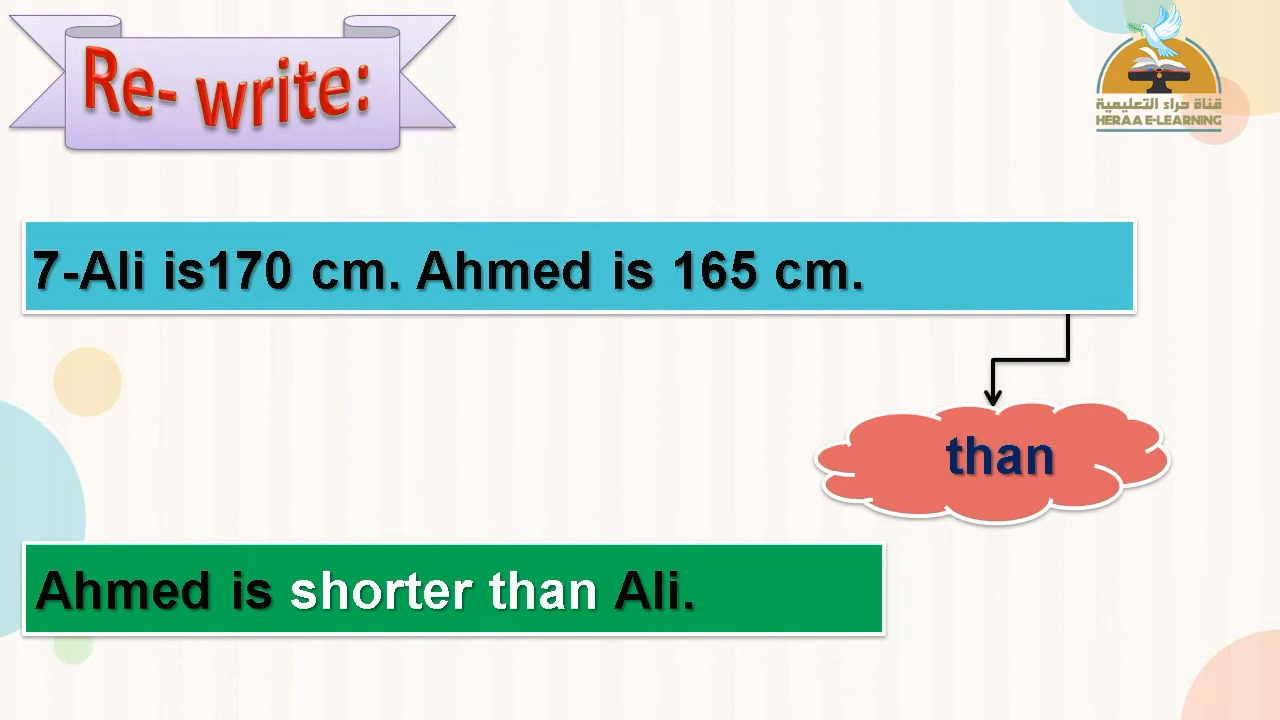 Re- write:
قناة حراء التعليمية
HERAA E-LEARNING
7-Ali is170 cm. Ahmed is 165 cm.
than
Ahmed is shorter than Ali.